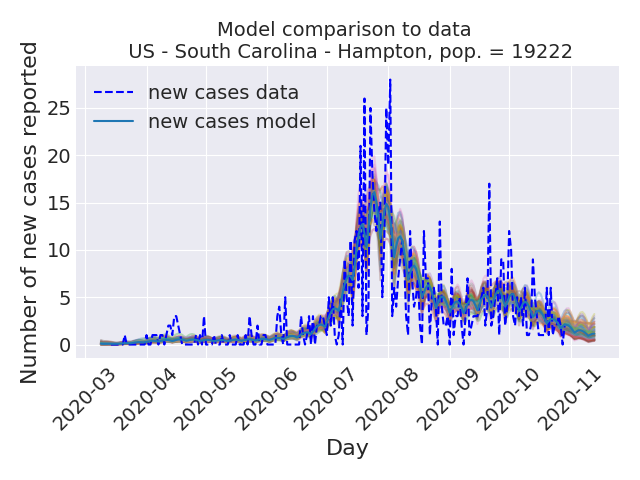 Model comparison to data
US - South Carolina - Hampton, pop. = 19222
Number of new cases reported
new cases data
new cases model
25
20
15
10
5
0
2020-03
2020-04
2020-05
2020-06
2020-07
2020-08
2020-09
2020-10
2020-11
Day